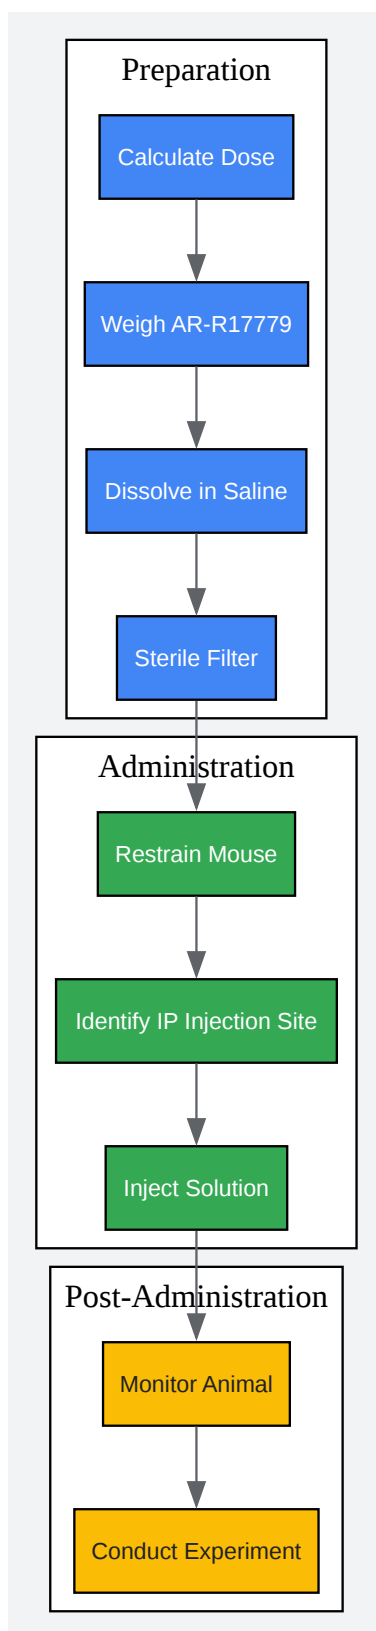 Preparation
Calculate Dose
Weigh AR-R17779
Dissolve in Saline
Sterile Filter
Administration
Restrain Mouse
Identify IP Injection Site
Inject Solution
Post-Administration
Monitor Animal
Conduct Experiment